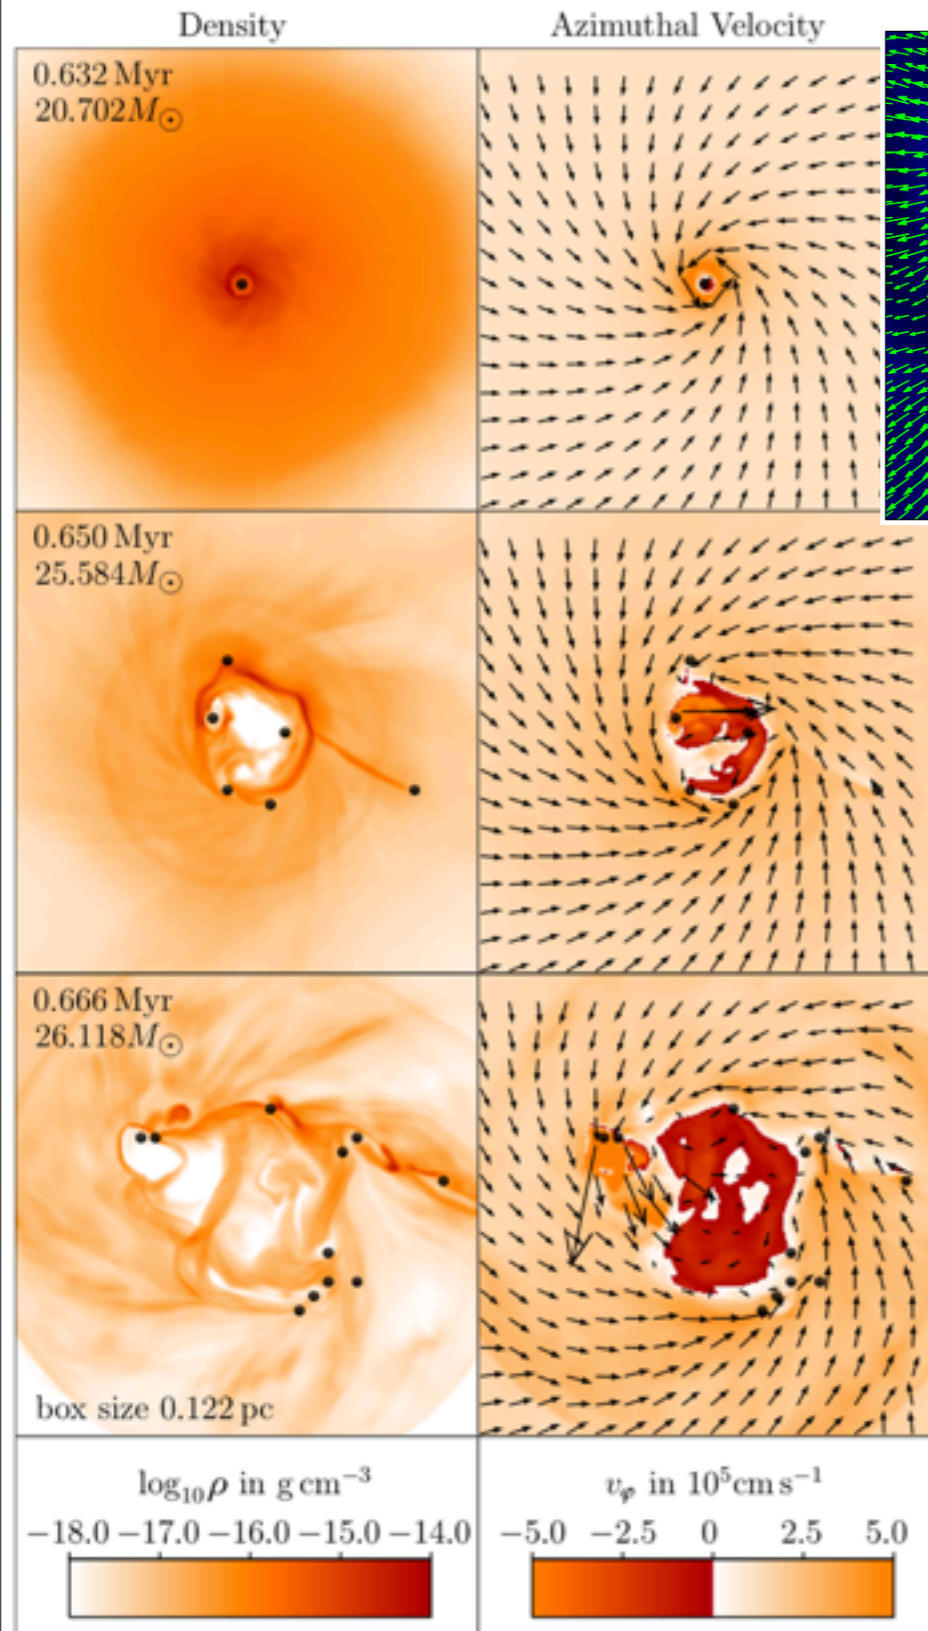 Density
Azimuthal Velocity
0.632 Myr
20.702M☉
0.650 Myr
25.584M☉
0.666 Myr
26.118M☉
box size 0.122 pc
log₁₀ρ in g cm⁻³
−18.0 −17.0 −16.0 −15.0 −14.0
vᵩ in 10⁵cm s⁻¹
−5.0 −2.5 0 2.5 5.0